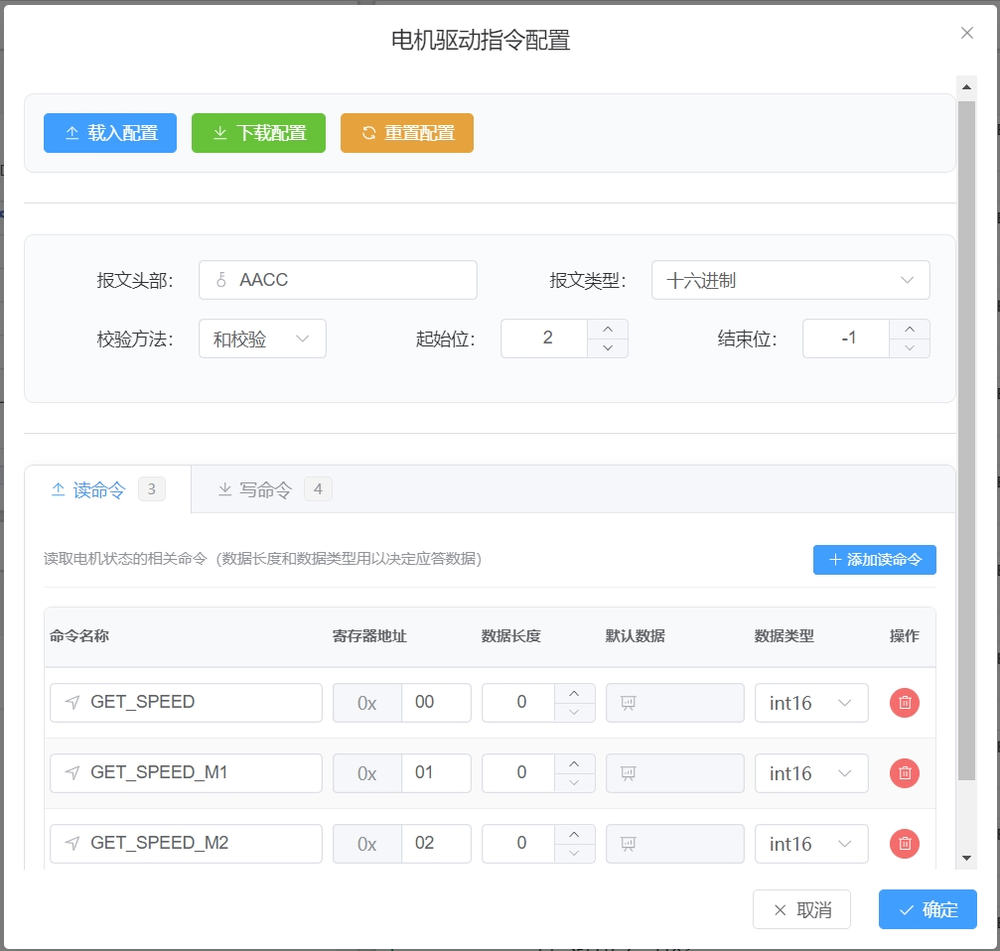 电机驱动指令配置
载入配置 下载配置 重置配置
报文头部： AACC 报文类型： 十六进制
校验方法： 和校验 起始位： 2 结束位： -1
读命令 3 写命令 4
读取电机状态的相关命令（数据长度和数据类型用以决定应答数据） 添加读命令
命令名称 寄存器地址 数据长度 默认数据 数据类型 操作
GET_SPEED 0x 00 0 int16
GET_SPEED_M1 0x 01 0 int16
GET_SPEED_M2 0x 02 0 int16
取消 确定